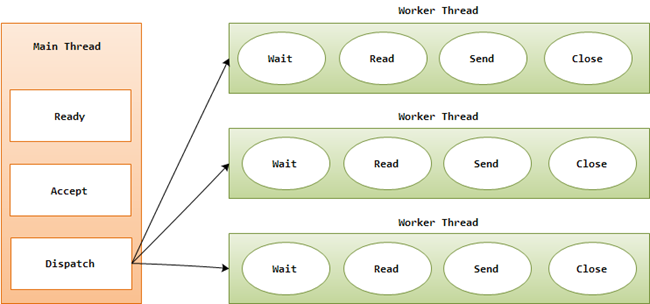 Main Thread
Ready
Accept
Dispatch
Worker Thread
Wait Read Send Close
Worker Thread
Wait Read Send Close
Worker Thread
Wait Read Send Close